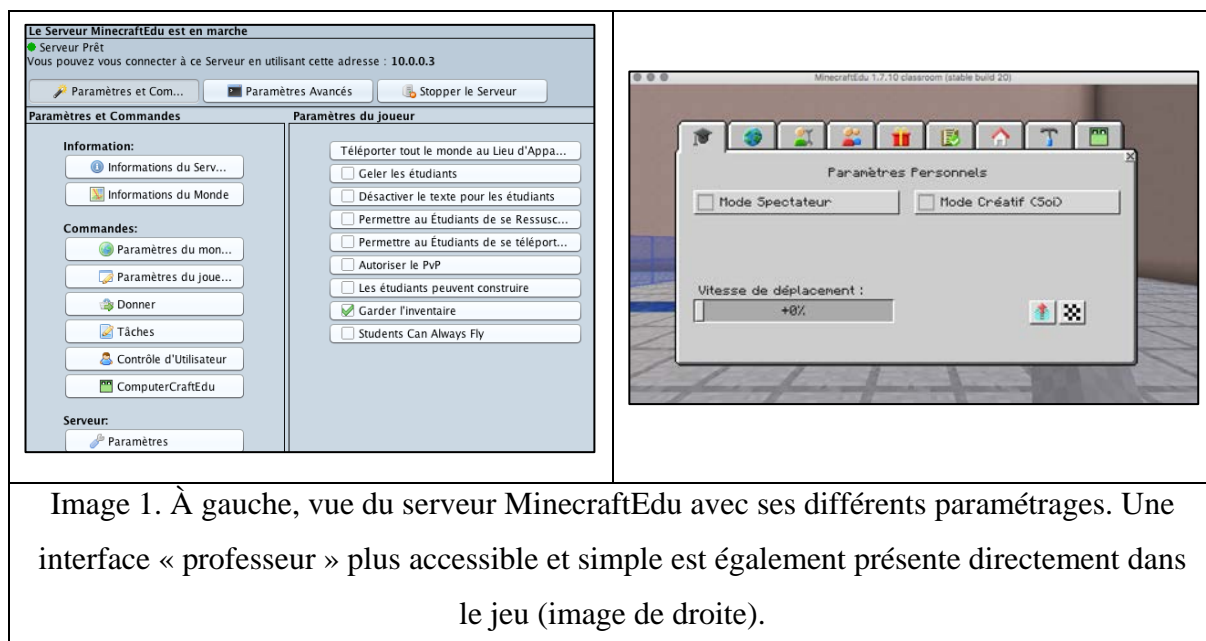 Le Serveur MinecraftEdu est en marche
Serveur Prêt
Vous pouvez vous connecter à ce Serveur en utilisant cette adresse : 10.0.0.3
Paramètres et Com...
Paramètres Avancés
Stopper le Serveur
Paramètres et Commandes
Information:
Informations du Serv...
Informations du Monde
Commandes:
Paramètres du mon...
Paramètres du joue...
Donner
Tâches
Contrôle d'Utilisateur
ComputerCraftEdu
Serveur:
Paramètres
Paramètres du joueur
Téléporter tout le monde au Lieu d'Appa...
Geler les étudiants
Désactiver le texte pour les étudiants
Permettre au Étudiants de se Ressusc...
Permettre au Étudiants de se téléport...
Autoriser le PvP
Les étudiants peuvent construire
Garder l'inventaire
Students Can Always Fly
MinecraftEdu 1.7.10 classroom (stable build 20)
Paramètres Personnels
Mode Spectateur
Mode Créatif (Soi)
Vitesse de déplacement :
+0%
Image 1. À gauche, vue du serveur MinecraftEdu avec ses différents paramétrages. Une
interface « professeur » plus accessible et simple est également présente directement dans
le jeu (image de droite).